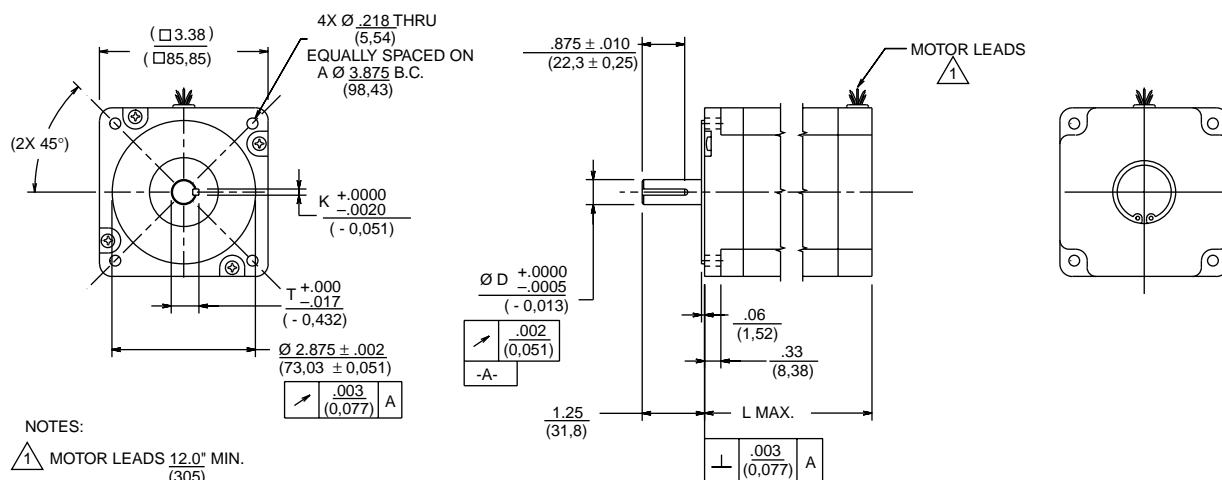 (□3.38)
(□85,85)
4X Ø .218 THRU
(5,54)
EQUALLY SPACED ON
A Ø 3.875 B.C.
(98,43)
(2X 45°)
K +.0000
–.0020
( - 0,051)
T +.000
–.017
( - 0,432)
Ø 2.875 ± .002
(73,03 ± 0,051)
.003
(0,077)
A
NOTES:
1 MOTOR LEADS 12.0" MIN.
(305)
.875 ± .010
(22,3 ± 0,25)
MOTOR LEADS
1
Ø D +.0000
–.0005
( - 0,013)
.002
(0,051)
-A-
.06
(1,52)
.33
(8,38)
1.25
(31,8)
L MAX.
⊥ .003
(0,077)
A